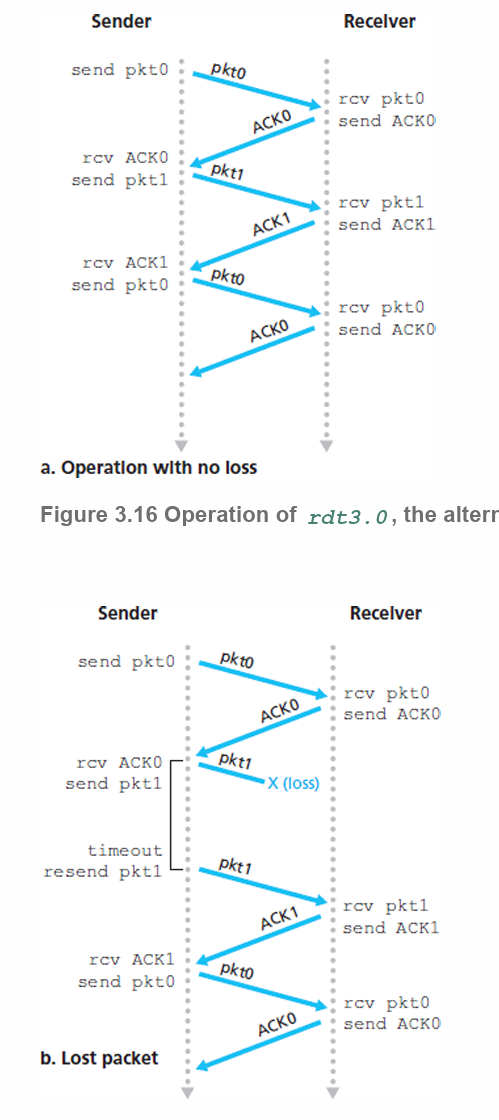 Sender Receiver
send pkt0 pkt0
rcv pkt0
ACK0 send ACK0
rcv ACK0
send pkt1 pkt1
rcv pkt1
ACK1 send ACK1
rcv ACK1
send pkt0 pkt0
rcv pkt0
ACK0 send ACK0
a. Operation with no loss
Figure 3.16 Operation of rdt3.0, the altern
Sender Receiver
send pkt0 pkt0
rcv pkt0
ACK0 send ACK0
rcv ACK0 pkt1
send pkt1 X (loss)
timeout
resend pkt1 pkt1
rcv pkt1
ACK1 send ACK1
rcv ACK1
send pkt0 pkt0
rcv pkt0
ACK0 send ACK0
b. Lost packet